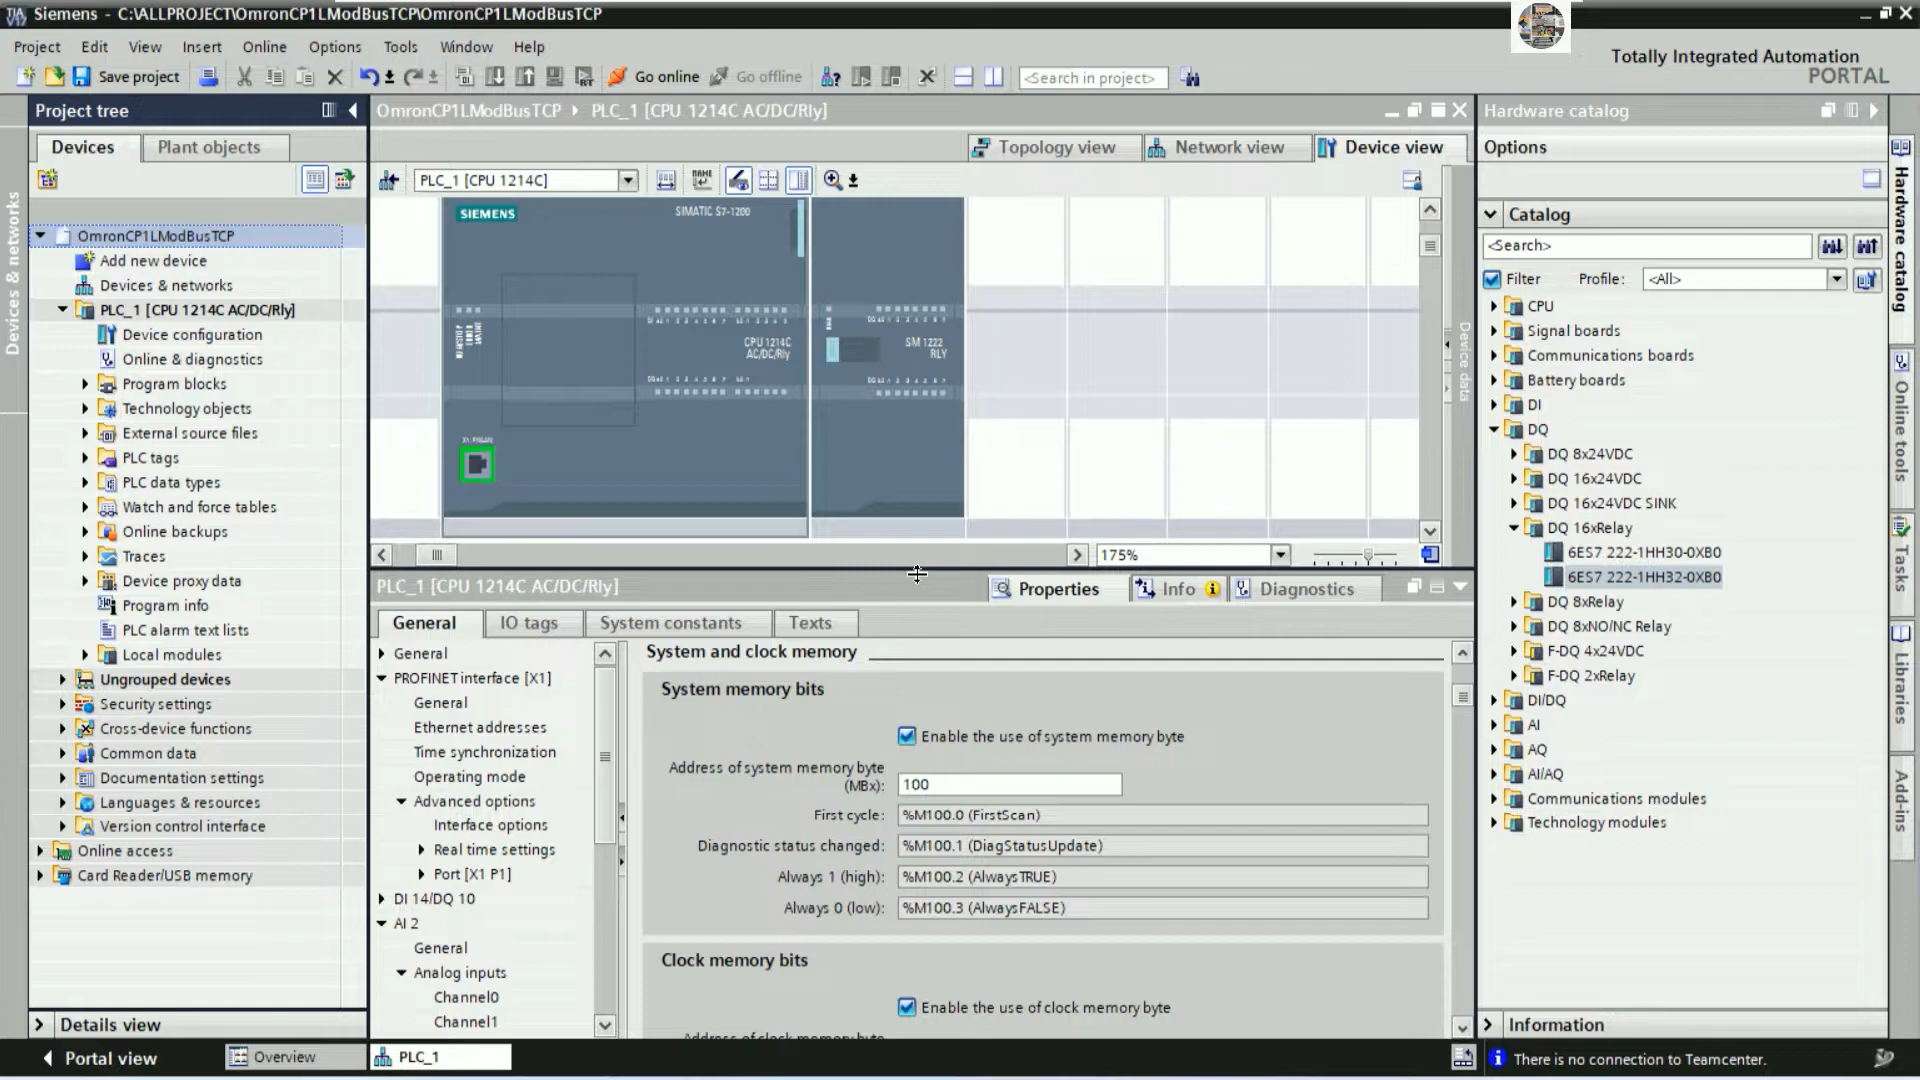 Siemens - C:\ALLPROJECT\OmronCP1LModBusTCP\OmronCP1LModBusTCP
Project Edit View Insert Online Options Tools Window Help
Totally Integrated Automation
PORTAL
Save project
Go online
Go offline
<Search in project>
Project tree
OmronCP1LModBusTCP
PLC_1 [CPU 1214C AC/DC/Rly]
Hardware catalog
Devices
Plant objects
Topology view
Network view
Device view
Options
PLC_1 [CPU 1214C]
Devices & networks
OmronCP1LModBusTCP
Add new device
Devices & networks
PLC_1 [CPU 1214C AC/DC/Rly]
Device configuration
Online & diagnostics
Program blocks
Technology objects
External source files
PLC tags
PLC data types
Watch and force tables
Online backups
Traces
Device proxy data
Program info
PLC alarm text lists
Local modules
Ungrouped devices
Security settings
Cross-device functions
Common data
Documentation settings
Languages & resources
Version control interface
Online access
Card Reader/USB memory
Details view
SIEMENS
SIMATIC S7-1200
CPU 1214C
AC/DC/Rly
SM 1222
RLY
175%
Device data
PLC_1 [CPU 1214C AC/DC/Rly]
Properties
Info
Diagnostics
General
IO tags
System constants
Texts
General
PROFINET interface [X1]
General
Ethernet addresses
Time synchronization
Operating mode
Advanced options
Interface options
Real time settings
Port [X1 P1]
DI 14/DQ 10
AI 2
General
Analog inputs
Channel0
Channel1
System and clock memory
System memory bits
Enable the use of system memory byte
Address of system memory byte
(MBx):
100
First cycle:
%M100.0 (FirstScan)
Diagnostic status changed:
%M100.1 (DiagStatusUpdate)
Always 1 (high):
%M100.2 (AlwaysTRUE)
Always 0 (low):
%M100.3 (AlwaysFALSE)
Clock memory bits
Enable the use of clock memory byte
Address of clock memory byte
Catalog
<Search>
Filter
Profile:
<All>
CPU
Signal boards
Communications boards
Battery boards
DI
DQ
DQ 8x24VDC
DQ 16x24VDC
DQ 16x24VDC SINK
DQ 16xRelay
6ES7 222-1HH30-0XB0
6ES7 222-1HH32-0XB0
DQ 8xRelay
DQ 8xNO/NC Relay
F-DQ 4x24VDC
F-DQ 2xRelay
DI/DQ
AI
AQ
AI/AQ
Communications modules
Technology modules
Information
Hardware catalog
Online tools
Tasks
Libraries
Add-ins
Portal view
Overview
PLC_1
There is no connection to Teamcenter.